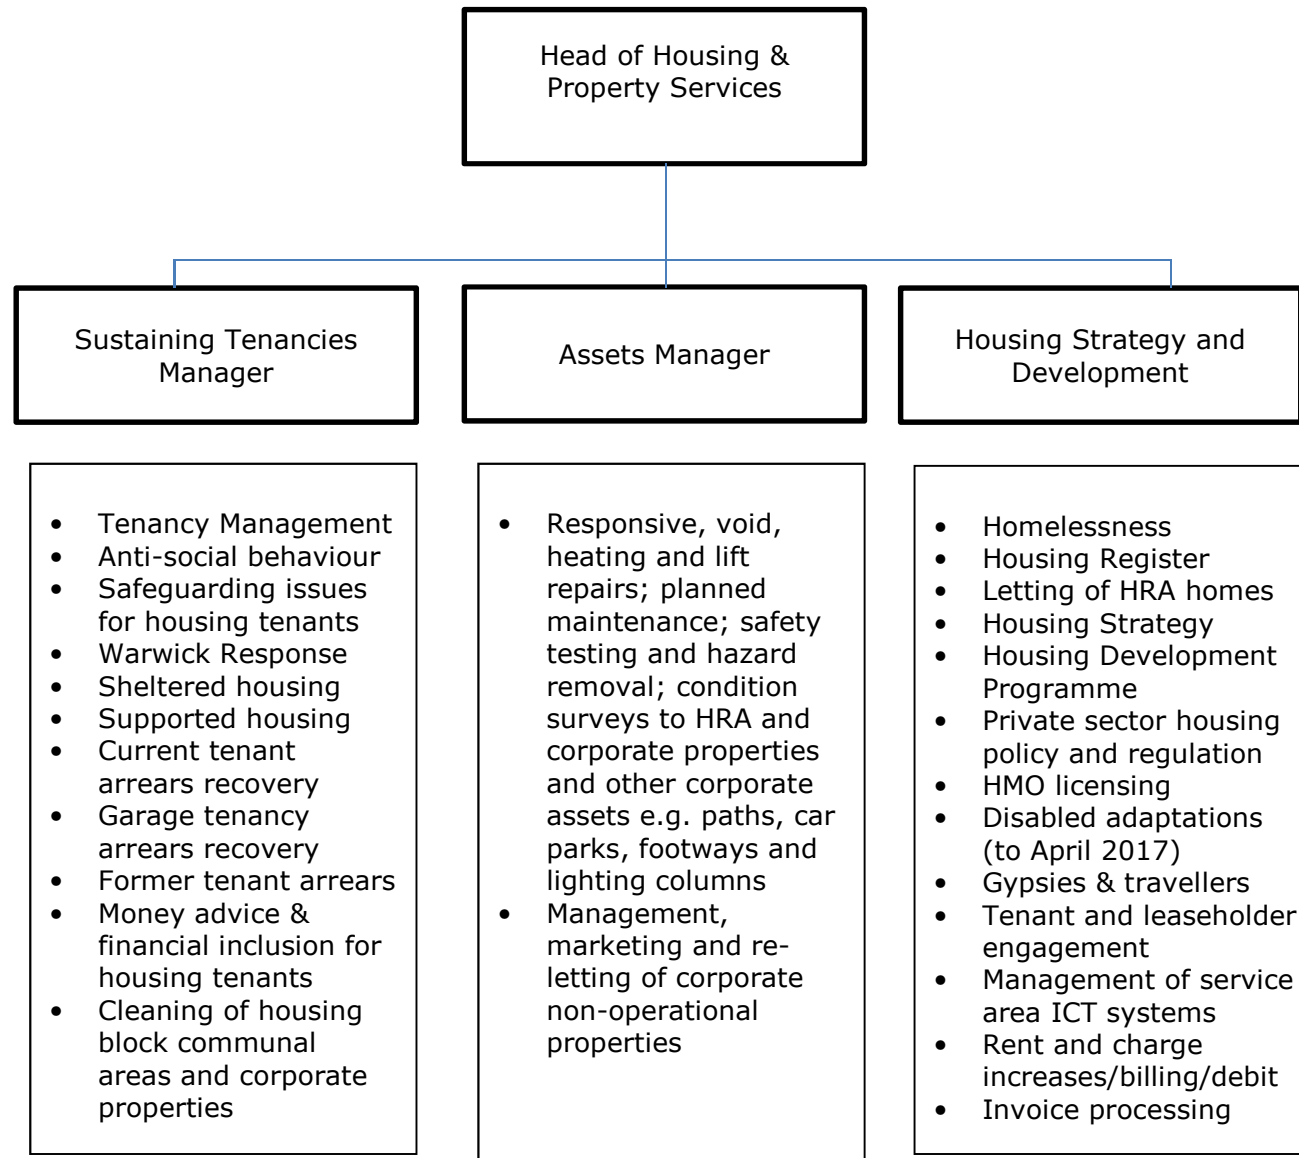 Head of Housing &
Property Services
Sustaining Tenancies
Manager
Assets Manager
Housing Strategy and
Development
• Tenancy Management
• Anti-social behaviour
• Safeguarding issues
for housing tenants
• Warwick Response
• Sheltered housing
• Supported housing
• Current tenant
arrears recovery
• Garage tenancy
arrears recovery
• Former tenant arrears
• Money advice &
financial inclusion for
housing tenants
• Cleaning of housing
block communal
areas and corporate
properties
• Responsive, void,
heating and lift
repairs; planned
maintenance; safety
testing and hazard
removal; condition
surveys to HRA and
corporate properties
and other corporate
assets e.g. paths, car
parks, footways and
lighting columns
• Management,
marketing and re-
letting of corporate
non-operational
properties
• Homelessness
• Housing Register
• Letting of HRA homes
• Housing Strategy
• Housing Development
Programme
• Private sector housing
policy and regulation
• HMO licensing
• Disabled adaptations
(to April 2017)
• Gypsies & travellers
• Tenant and leaseholder
engagement
• Management of service
area ICT systems
• Rent and charge
increases/billing/debit
• Invoice processing